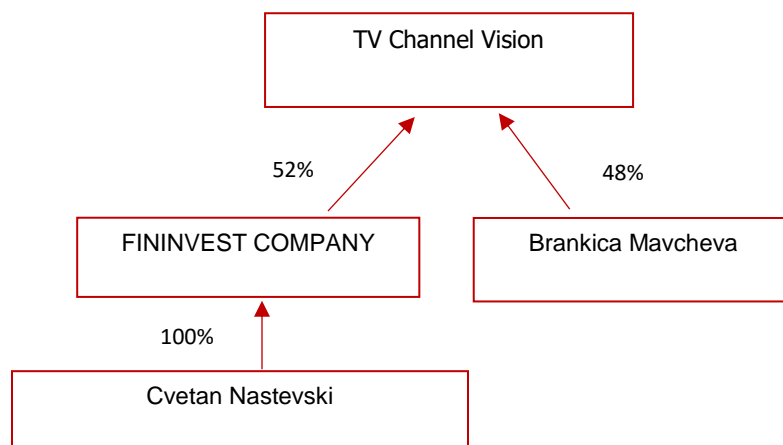 TV Channel Vision
52%
48%
FININVEST COMPANY
Brankica Mavcheva
100%
Cvetan Nastevski